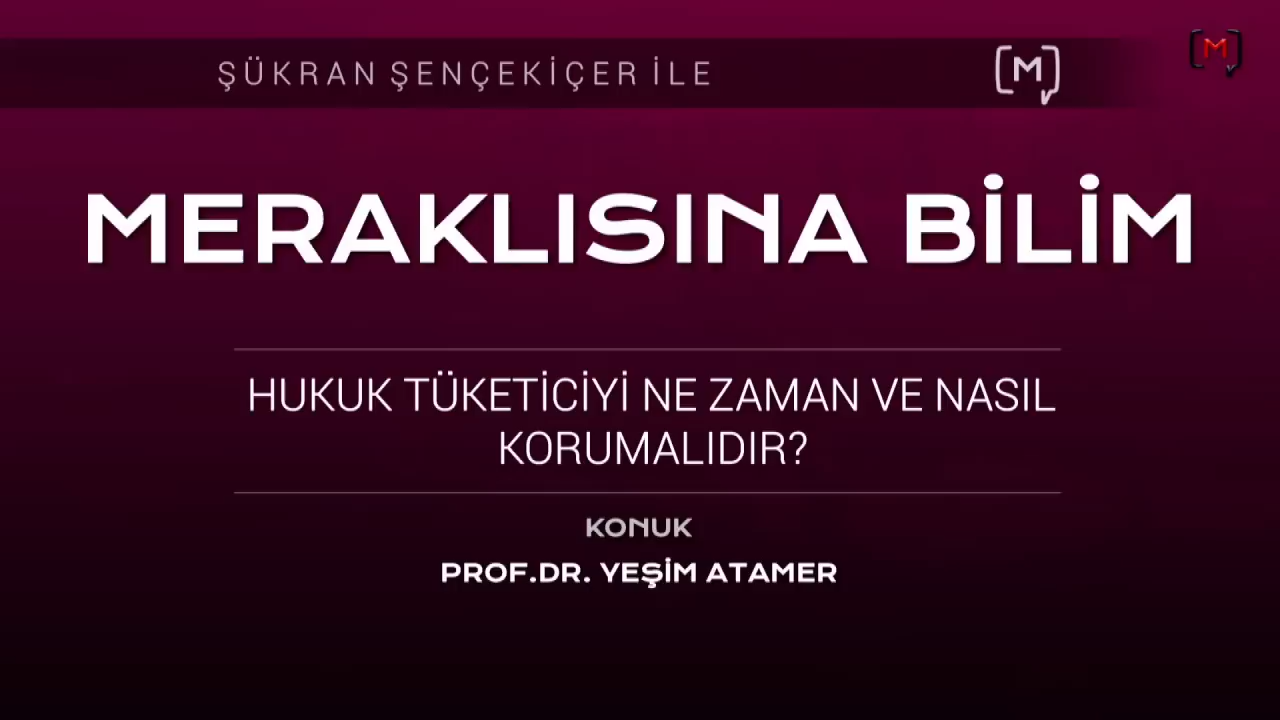 ŞÜKRAN ŞENÇEKİÇER İLE
[M]
M
MERAKLISINA BİLİM
HUKUK TÜKETİCİYİ NE ZAMAN VE NASIL
KORUMALIDIR?
KONUK
PROF.DR. YEŞİM ATAMER